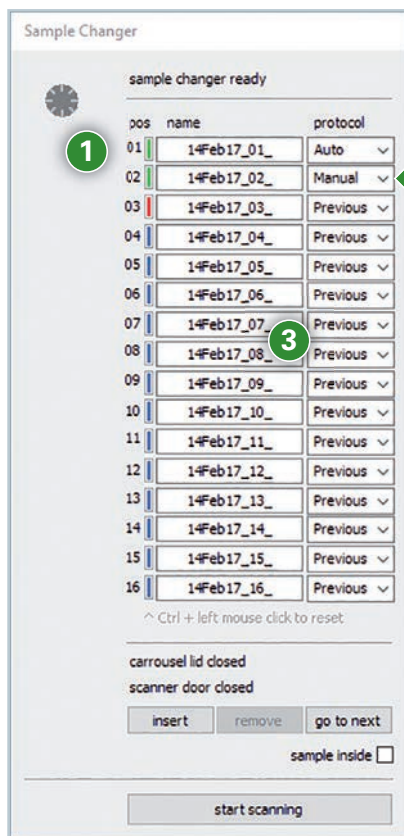 Sample Changer
sample changer ready
pos name protocol
01 14Feb17_01_ Auto
02 14Feb17_02_ Manual
03 14Feb17_03_ Previous
04 14Feb17_04_ Previous
05 14Feb17_05_ Previous
06 14Feb17_06_ Previous
07 14Feb17_07_ Previous
08 14Feb17_08_ Previous
09 14Feb17_09_ Previous
10 14Feb17_10_ Previous
11 14Feb17_11_ Previous
12 14Feb17_12_ Previous
13 14Feb17_13_ Previous
14 14Feb17_14_ Previous
15 14Feb17_15_ Previous
16 14Feb17_16_ Previous
^ Ctrl + left mouse click to reset
carrousel lid closed
scanner door closed
insert remove go to next
sample inside
start scanning
1
3